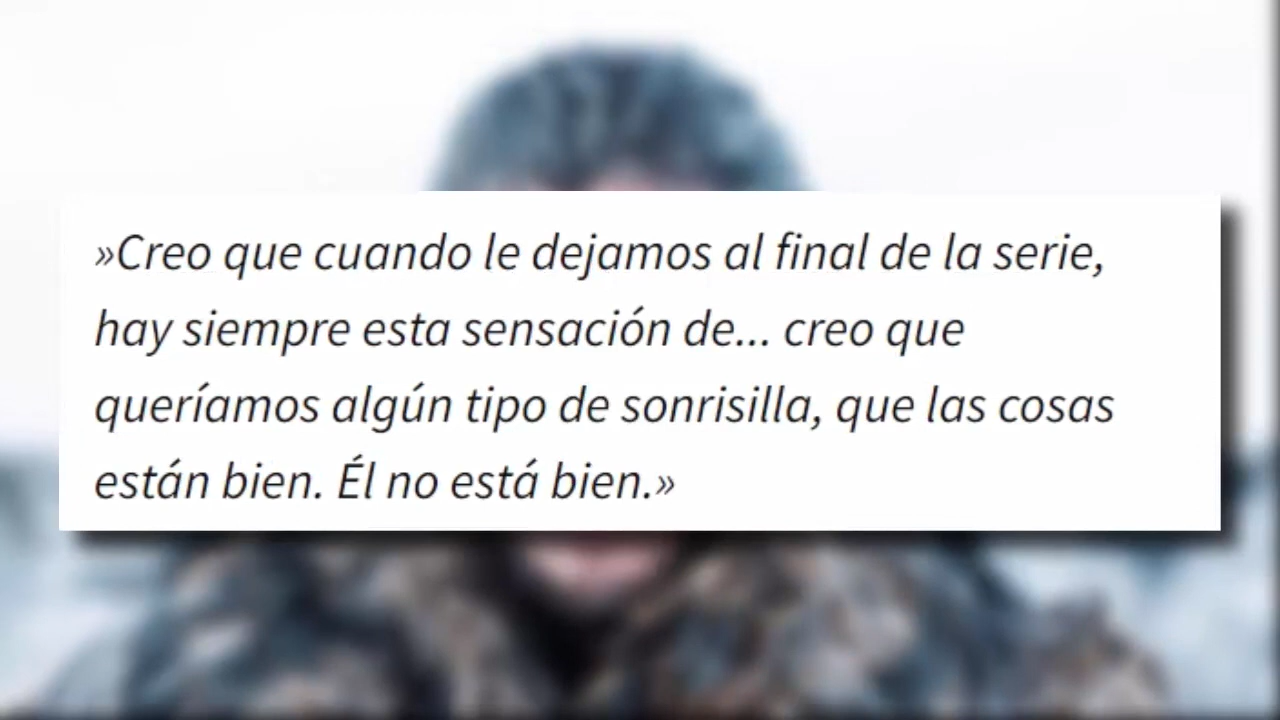 »Creo que cuando le dejamos al final de la serie,
hay siempre esta sensación de... creo que
queríamos algún tipo de sonrisilla, que las cosas
están bien. Él no está bien.»